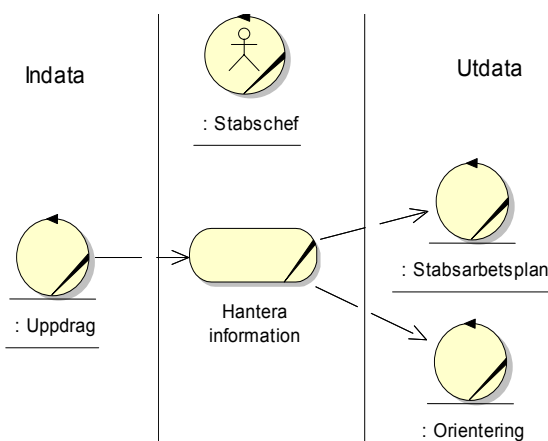 Indata
: Stabschef
Utdata
: Uppdrag
Hantera
information
: Stabsarbetsplan
: Orientering